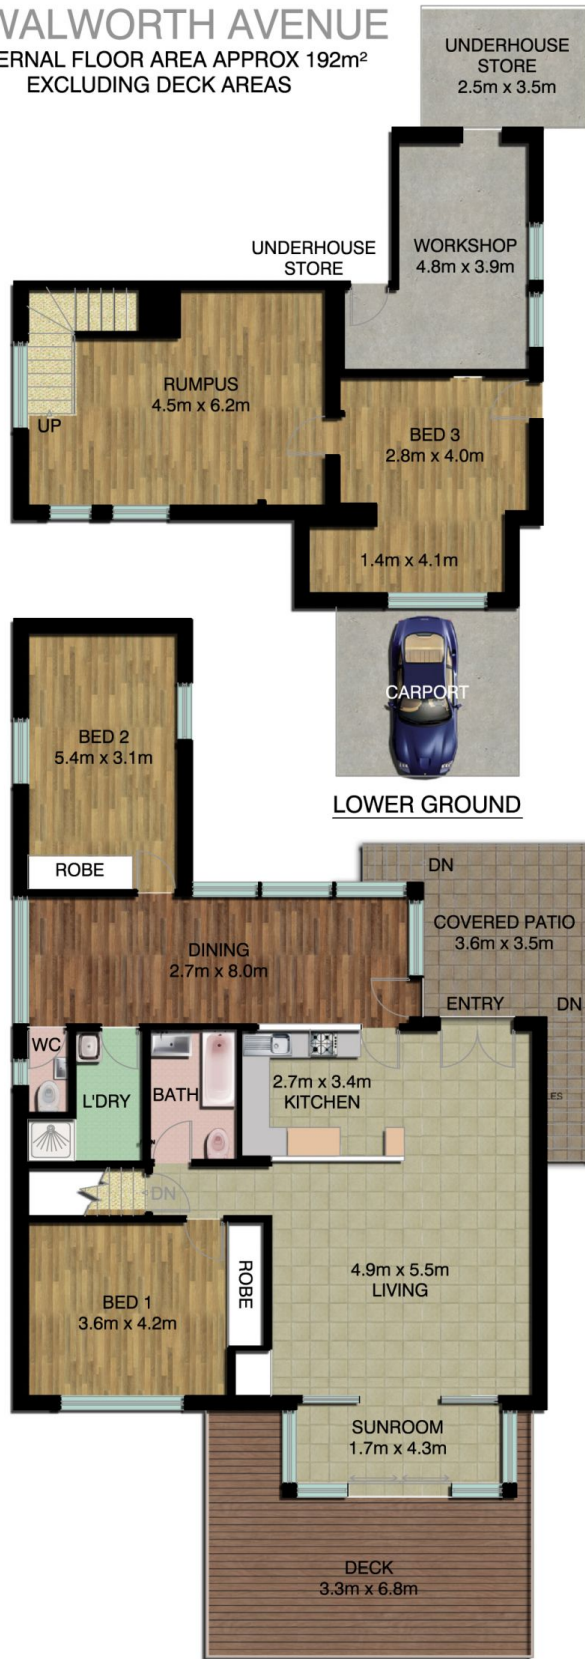 WALWORTH AVENUE
ERNAL FLOOR AREA APPROX 192m²
EXCLUDING DECK AREAS
UNDERHOUSE
STORE
2.5m x 3.5m
UNDERHOUSE
STORE
WORKSHOP
4.8m x 3.9m
RUMPUS
4.5m x 6.2m
UP
BED 3
2.8m x 4.0m
1.4m x 4.1m
CARPORT
LOWER GROUND
BED 2
5.4m x 3.1m
ROBE
DN
COVERED PATIO
3.6m x 3.5m
DINING
2.7m x 8.0m
ENTRY
DN
WC
L'DRY
BATH
2.7m x 3.4m
KITCHEN
LES
DN
BED 1
3.6m x 4.2m
ROBE
4.9m x 5.5m
LIVING
SUNROOM
1.7m x 4.3m
DECK
3.3m x 6.8m